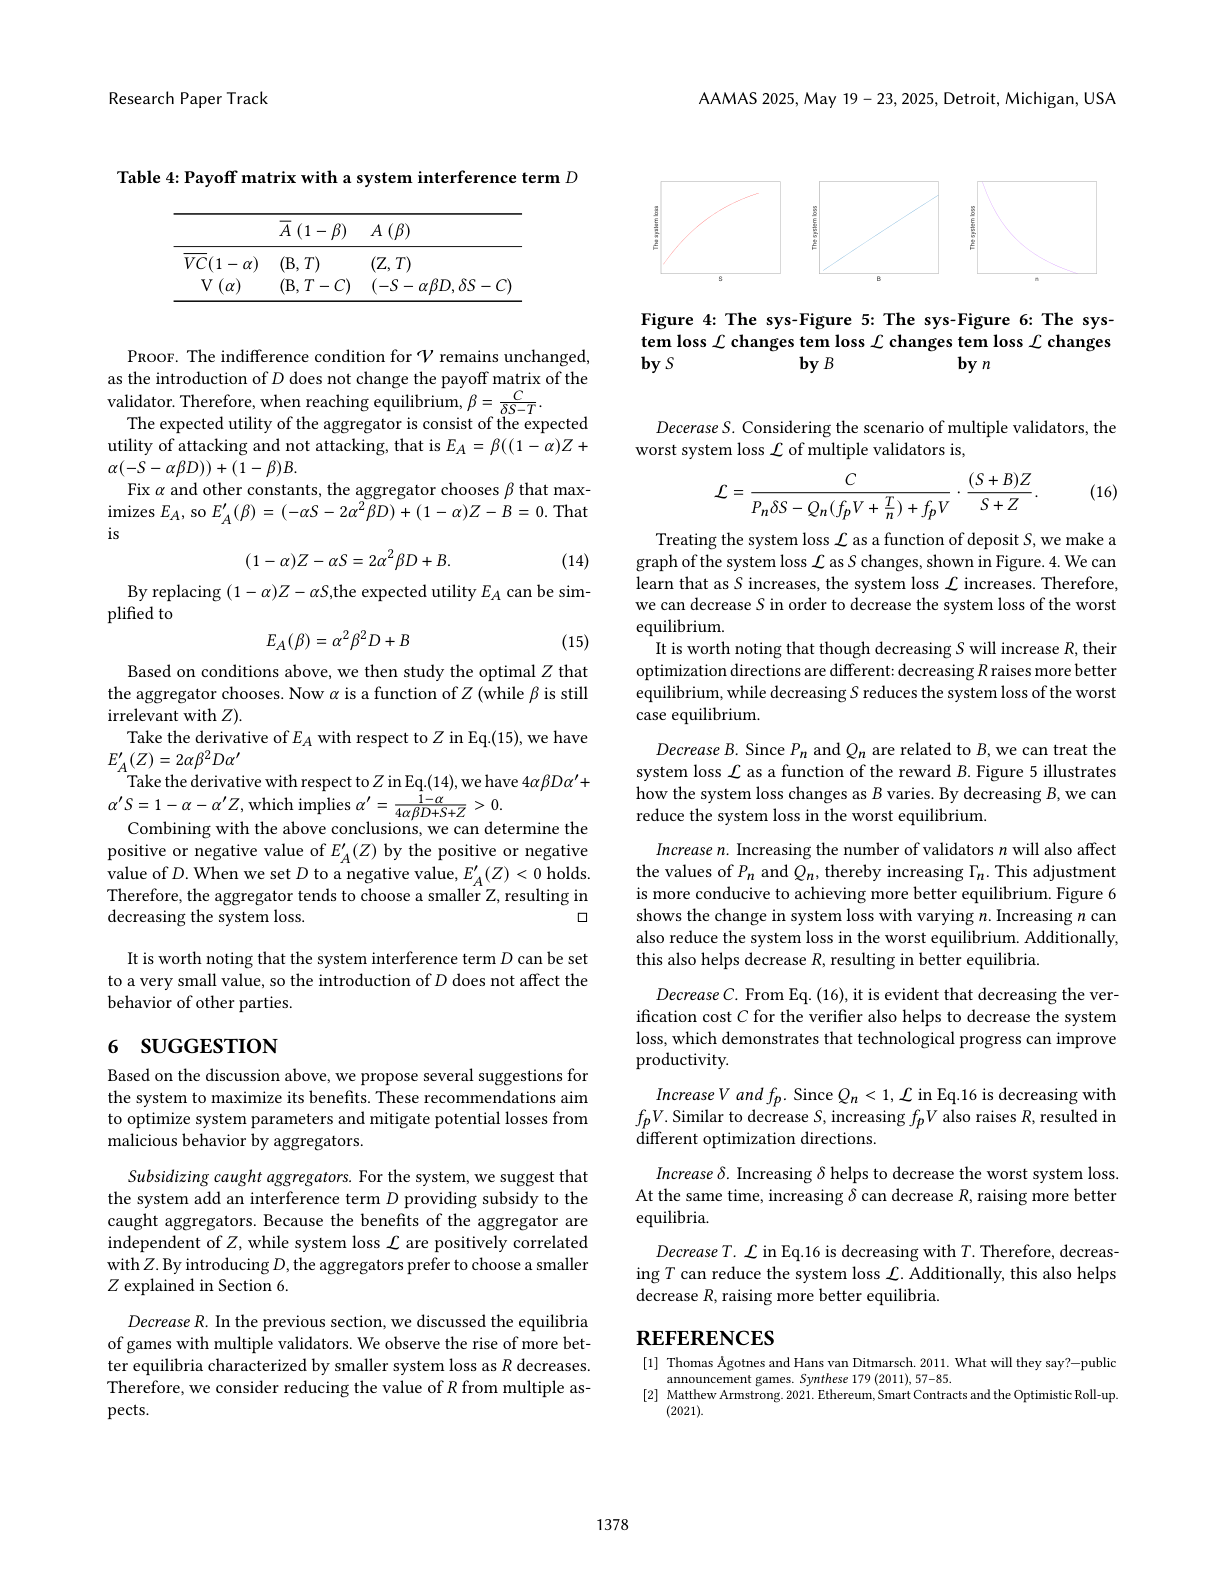 Research Paper Track
AAMAS 2025, May 19 – 23, 2025, Detroit, Michigan, USA
Table 4: Payoff matrix with a system interference term D
A̅ (1 − β) A (β)
V̅C̅(1 − α) (B, T) (Z, T)
V (α) (B, T − C) (−S − αβD, δS − C)
Proof. The indifference condition for 𝒱 remains unchanged,
as the introduction of D does not change the payoff matrix of the
validator. Therefore, when reaching equilibrium, β = C/(δS−T).
The expected utility of the aggregator is consist of the expected
utility of attacking and not attacking, that is E_A = β((1 − α)Z +
α(−S − αβD)) + (1 − β)B.
Fix α and other constants, the aggregator chooses β that max-
imizes E_A, so E′_A(β) = (−αS − 2α²βD) + (1 − α)Z − B = 0. That
is
(1 − α)Z − αS = 2α²βD + B. (14)
By replacing (1 − α)Z − αS,the expected utility E_A can be sim-
plified to
E_A(β) = α²β²D + B (15)
Based on conditions above, we then study the optimal Z that
the aggregator chooses. Now α is a function of Z (while β is still
irrelevant with Z).
Take the derivative of E_A with respect to Z in Eq.(15), we have
E′_A(Z) = 2αβ²Dα′
Take the derivative with respect to Z in Eq.(14), we have 4αβDα′+
α′S = 1 − α − α′Z, which implies α′ = (1−α)/(4αβD+S+Z) > 0.
Combining with the above conclusions, we can determine the
positive or negative value of E′_A(Z) by the positive or negative
value of D. When we set D to a negative value, E′_A(Z) < 0 holds.
Therefore, the aggregator tends to choose a smaller Z, resulting in
decreasing the system loss. □
It is worth noting that the system interference term D can be set
to a very small value, so the introduction of D does not affect the
behavior of other parties.
6 SUGGESTION
Based on the discussion above, we propose several suggestions for
the system to maximize its benefits. These recommendations aim
to optimize system parameters and mitigate potential losses from
malicious behavior by aggregators.
Subsidizing caught aggregators. For the system, we suggest that
the system add an interference term D providing subsidy to the
caught aggregators. Because the benefits of the aggregator are
independent of Z, while system loss ℒ are positively correlated
with Z. By introducing D, the aggregators prefer to choose a smaller
Z explained in Section 6.
Decrease R. In the previous section, we discussed the equilibria
of games with multiple validators. We observe the rise of more bet-
ter equilibria characterized by smaller system loss as R decreases.
Therefore, we consider reducing the value of R from multiple as-
pects.
The system loss
S
The system loss
B
The system loss
n
Figure 4: The sys-
tem loss ℒ changes
by S
Figure 5: The sys-
tem loss ℒ changes
by B
Figure 6: The sys-
tem loss ℒ changes
by n
Decerase S. Considering the scenario of multiple validators, the
worst system loss ℒ of multiple validators is,
ℒ = C/(P_nδS − Q_n(f_pV + T/n) + f_pV) · (S + B)Z/(S + Z). (16)
Treating the system loss ℒ as a function of deposit S, we make a
graph of the system loss ℒ as S changes, shown in Figure. 4. We can
learn that as S increases, the system loss ℒ increases. Therefore,
we can decrease S in order to decrease the system loss of the worst
equilibrium.
It is worth noting that though decreasing S will increase R, their
optimization directions are different: decreasing R raises more better
equilibrium, while decreasing S reduces the system loss of the worst
case equilibrium.
Decrease B. Since P_n and Q_n are related to B, we can treat the
system loss ℒ as a function of the reward B. Figure 5 illustrates
how the system loss changes as B varies. By decreasing B, we can
reduce the system loss in the worst equilibrium.
Increase n. Increasing the number of validators n will also affect
the values of P_n and Q_n, thereby increasing Γ_n. This adjustment
is more conducive to achieving more better equilibrium. Figure 6
shows the change in system loss with varying n. Increasing n can
also reduce the system loss in the worst equilibrium. Additionally,
this also helps decrease R, resulting in better equilibria.
Decrease C. From Eq. (16), it is evident that decreasing the ver-
ification cost C for the verifier also helps to decrease the system
loss, which demonstrates that technological progress can improve
productivity.
Increase V and f_p. Since Q_n < 1, ℒ in Eq.16 is decreasing with
f_pV. Similar to decrease S, increasing f_pV also raises R, resulted in
different optimization directions.
Increase δ. Increasing δ helps to decrease the worst system loss.
At the same time, increasing δ can decrease R, raising more better
equilibria.
Decrease T. ℒ in Eq.16 is decreasing with T. Therefore, decreas-
ing T can reduce the system loss ℒ. Additionally, this also helps
decrease R, raising more better equilibria.
REFERENCES
[1] Thomas Ågotnes and Hans van Ditmarsch. 2011. What will they say?—public
announcement games. Synthese 179 (2011), 57–85.
[2] Matthew Armstrong. 2021. Ethereum, Smart Contracts and the Optimistic Roll-up.
(2021).
1378